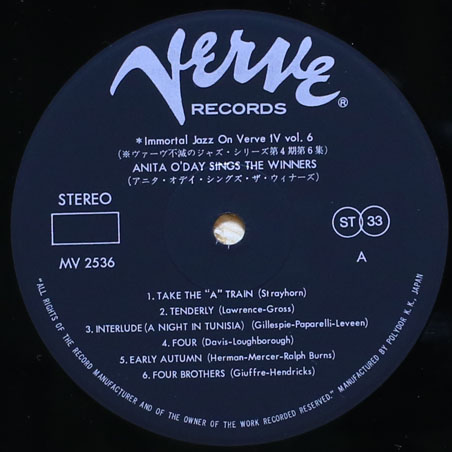 Verve
RECORDS ®
*Immortal Jazz On Verve IV vol. 6
(※ヴァーヴ不滅のジャズ・シリーズ第4期第6集)
ANITA O'DAY SINGS THE WINNERS
(アニタ・オデイ・シングズ・ザ・ウィナーズ)
STEREO
ST 33
MV 2536
A
1. TAKE THE "A" TRAIN (Strayhorn)
2. TENDERLY (Lawrence-Gross)
3. INTERLUDE (A NIGHT IN TUNISIA) (Gillespie-Paparelli-Leveen)
4. FOUR (Davis-Loughborough)
5. EARLY AUTUMN (Herman-Mercer-Ralph Burns)
6. FOUR BROTHERS (Giuffre-Hendricks)
"ALL RIGHTS OF THE RECORD MANUFACTURER AND OF THE OWNER OF THE WORK RECORDED RESERVED." MANUFACTURED BY POLYDOR K. K., JAPAN